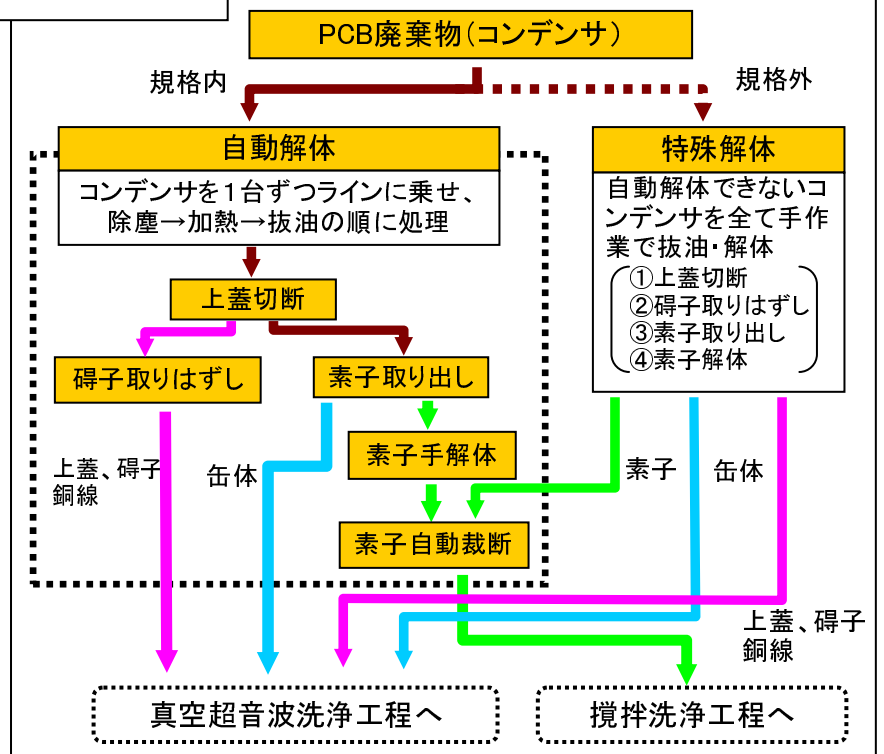 PCB廃棄物（コンデンサ）
規格内
規格外
自動解体
コンデンサを１台ずつラインに乗せ、
除塵→加熱→抜油の順に処理
特殊解体
自動解体できないコ
ンデンサを全て手作
業で抜油・解体
①上蓋切断
②碍子取りはずし
③素子取り出し
④素子解体
上蓋切断
碍子取りはずし
素子取り出し
素子手解体
上蓋、碍子
銅線
缶体
素子
缶体
素子自動裁断
上蓋、碍子
銅線
真空超音波洗浄工程へ
撹拌洗浄工程へ